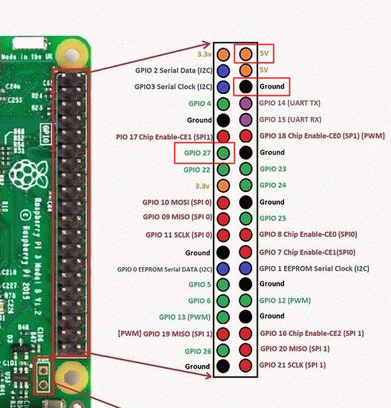 3.3v 5V
GPIO 2 Serial Data (I2C) 5V
GPIO3 Serial Clock (I2C) Ground
GPIO 4 GPIO 14 (UART TX)
Ground GPIO 15 (UART RX)
PIO 17 Chip Enable-CE1 (SPI1) GPIO 18 Chip Enable-CE0 (SP1) [PWM]
GPIO 27 Ground
GPIO 22 GPIO 23
3.3v GPIO 24
GPIO 10 MOSI (SPI 0) Ground
GPIO 09 MISO (SPI 0) GPIO 25
GPIO 11 SCLK (SPI 0) GPIO 8 Chip Enable-CE0 (SPI0)
Ground GPIO 7 Chip Enable-CE1(SPI0)
GPIO 0 EEPROM Serial DATA (I2C) GPIO 1 EEPROM Serial Clock (I2C)
GPIO 5 Ground
GPIO 6 GPIO 12 (PWM)
GPIO 13 (PWM) Ground
[PWM] GPIO 19 MISO (SPI 1) GPIO 16 Chip Enable-CE2 (SPI 1)
GPIO 26 GPIO 20 MISO (SPI 1)
Ground GPIO 21 SCLK (SPI 1)
Made in the
GPIO
Raspberry Pi 3 Model B V1.2
© Raspberry Pi 2015